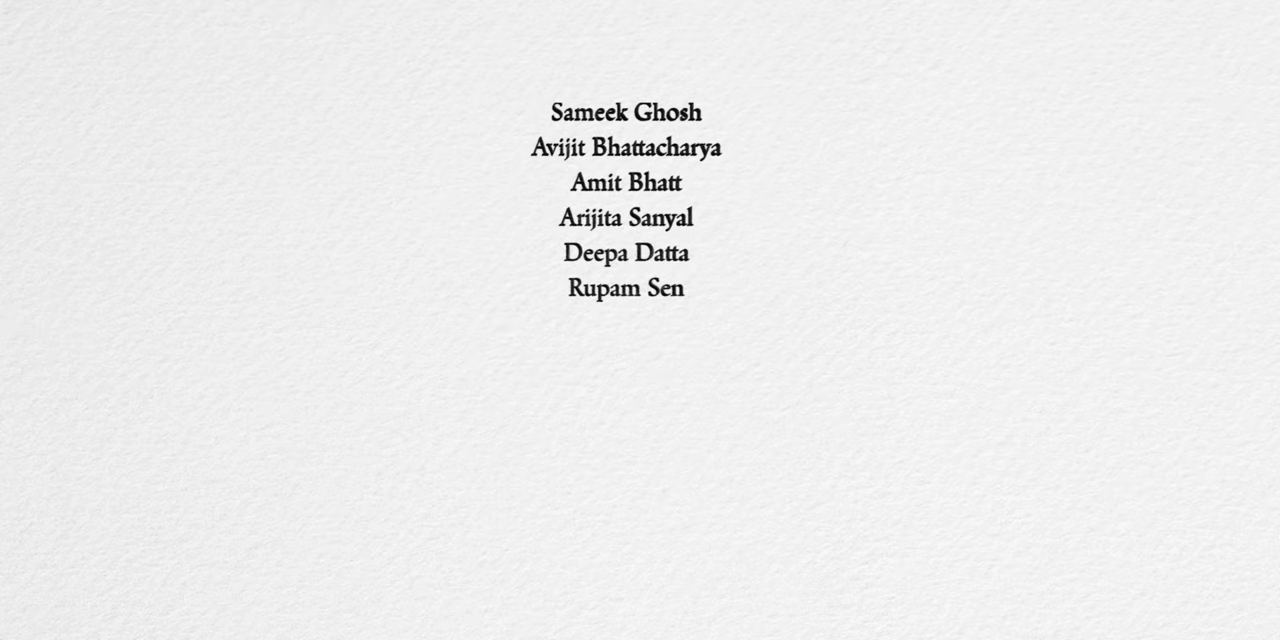 Sameek Ghosh
Avijit Bhattacharya
Amit Bhatt
Arijita Sanyal
Deepa Datta
Rupam Sen